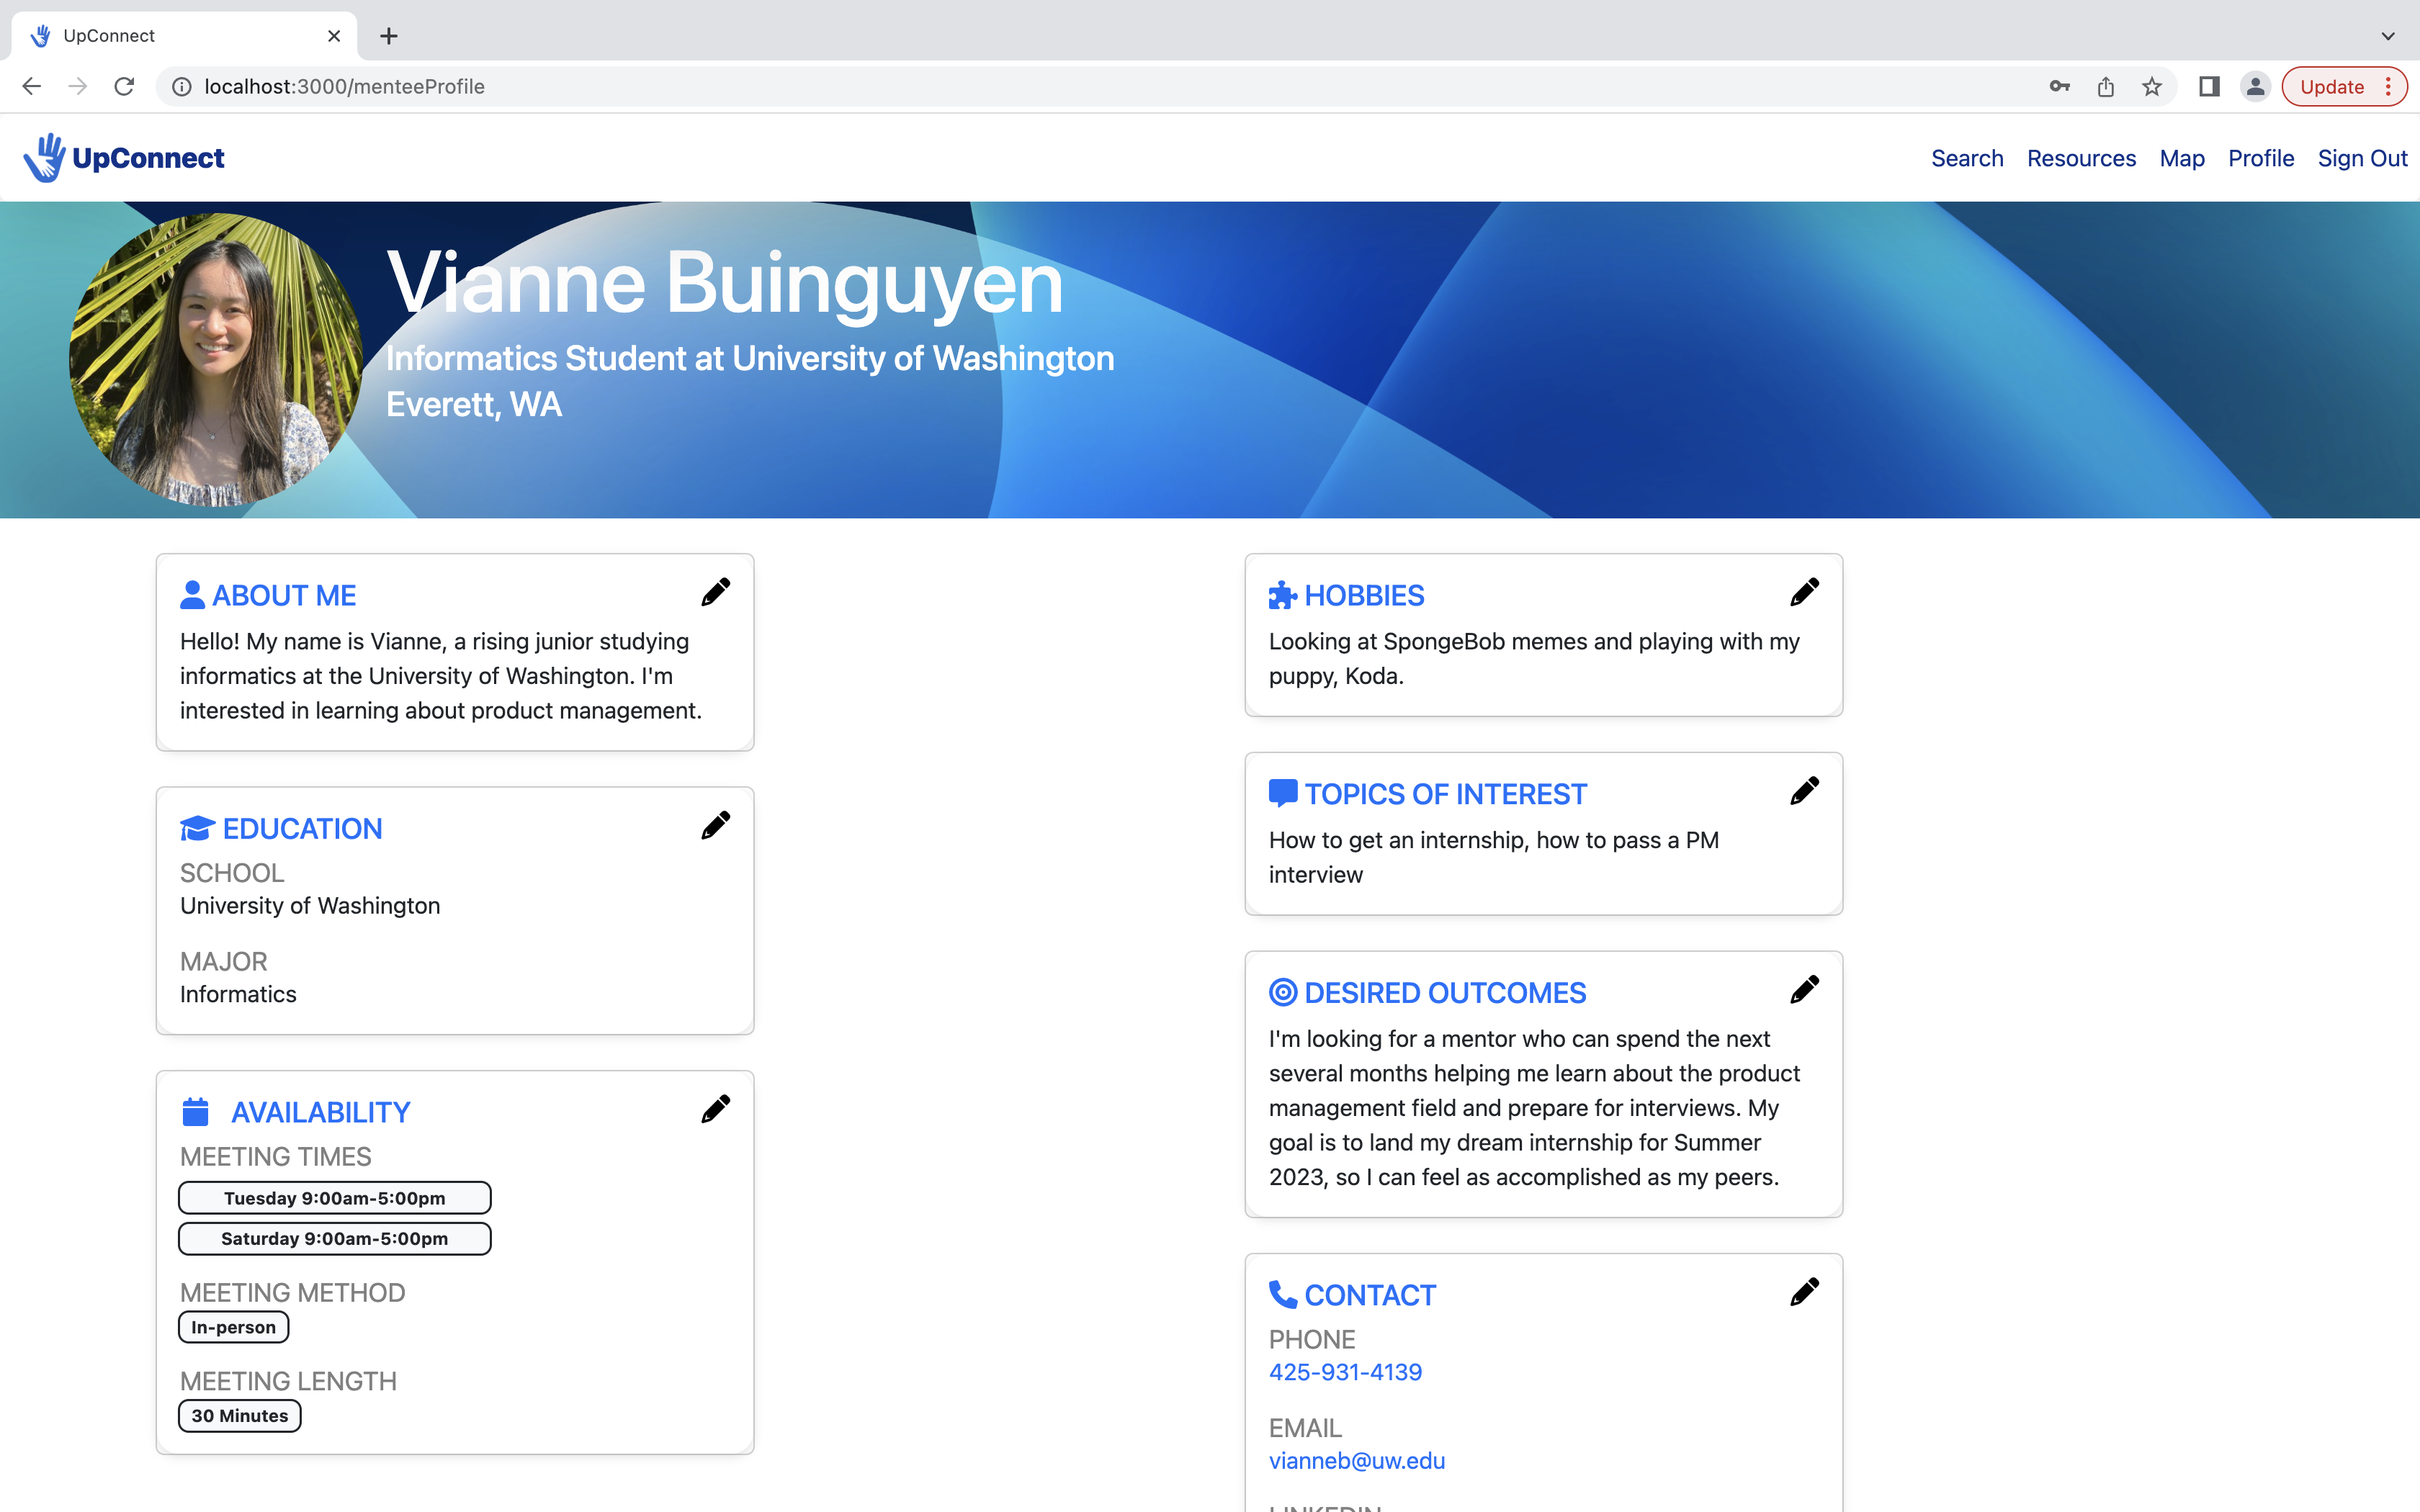 UpConnect
localhost:3000/menteeProfile
Update
UpConnect
Search Resources Map Profile Sign Out
Vianne Buinguyen
Informatics Student at University of Washington
Everett, WA
ABOUT ME
Hello! My name is Vianne, a rising junior studying
informatics at the University of Washington. I'm
interested in learning about product management.
EDUCATION
SCHOOL
University of Washington
MAJOR
Informatics
AVAILABILITY
MEETING TIMES
Tuesday 9:00am-5:00pm
Saturday 9:00am-5:00pm
MEETING METHOD
In-person
MEETING LENGTH
30 Minutes
HOBBIES
Looking at SpongeBob memes and playing with my
puppy, Koda.
TOPICS OF INTEREST
How to get an internship, how to pass a PM
interview
DESIRED OUTCOMES
I'm looking for a mentor who can spend the next
several months helping me learn about the product
management field and prepare for interviews. My
goal is to land my dream internship for Summer
2023, so I can feel as accomplished as my peers.
CONTACT
PHONE
425-931-4139
EMAIL
vianneb@uw.edu
LINKEDIN